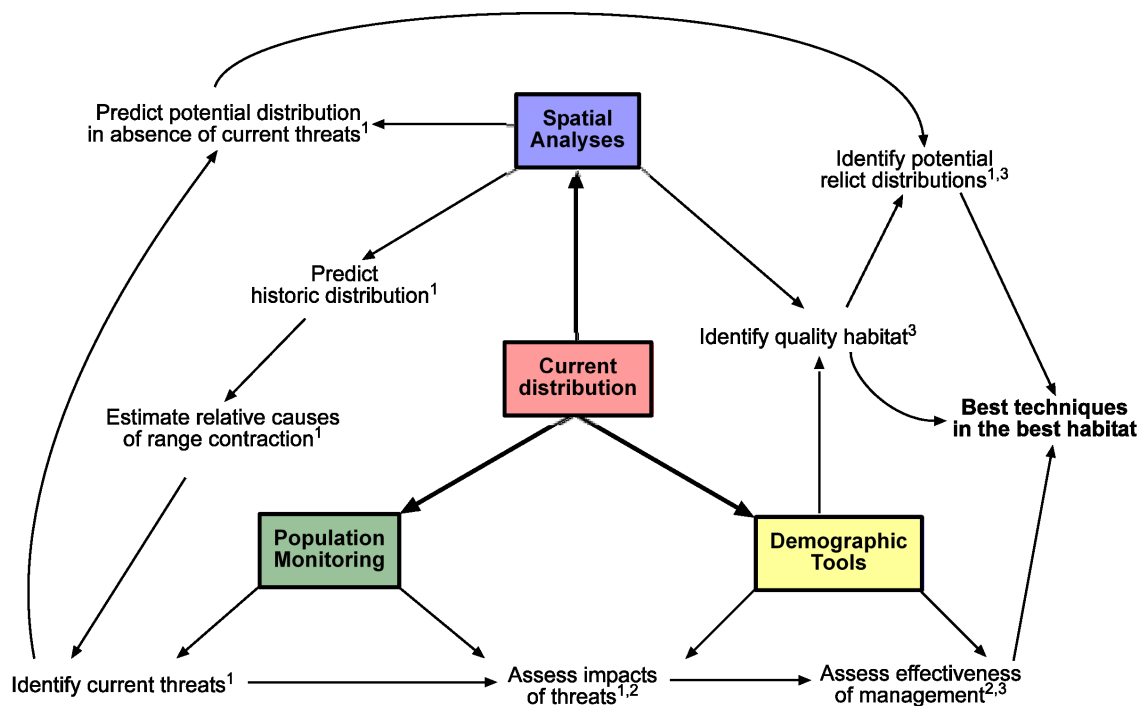 Predict potential distribution
in absence of current threats1
Spatial
Analyses
Identify potential
relict distributions1,3
Predict
historic distribution1
Identify quality habitat3
Current
distribution
Estimate relative causes
of range contraction1
Best techniques
in the best habitat
Population
Monitoring
Demographic
Tools
Identify current threats1
Assess impacts
of threats1,2
Assess effectiveness
of management2,3